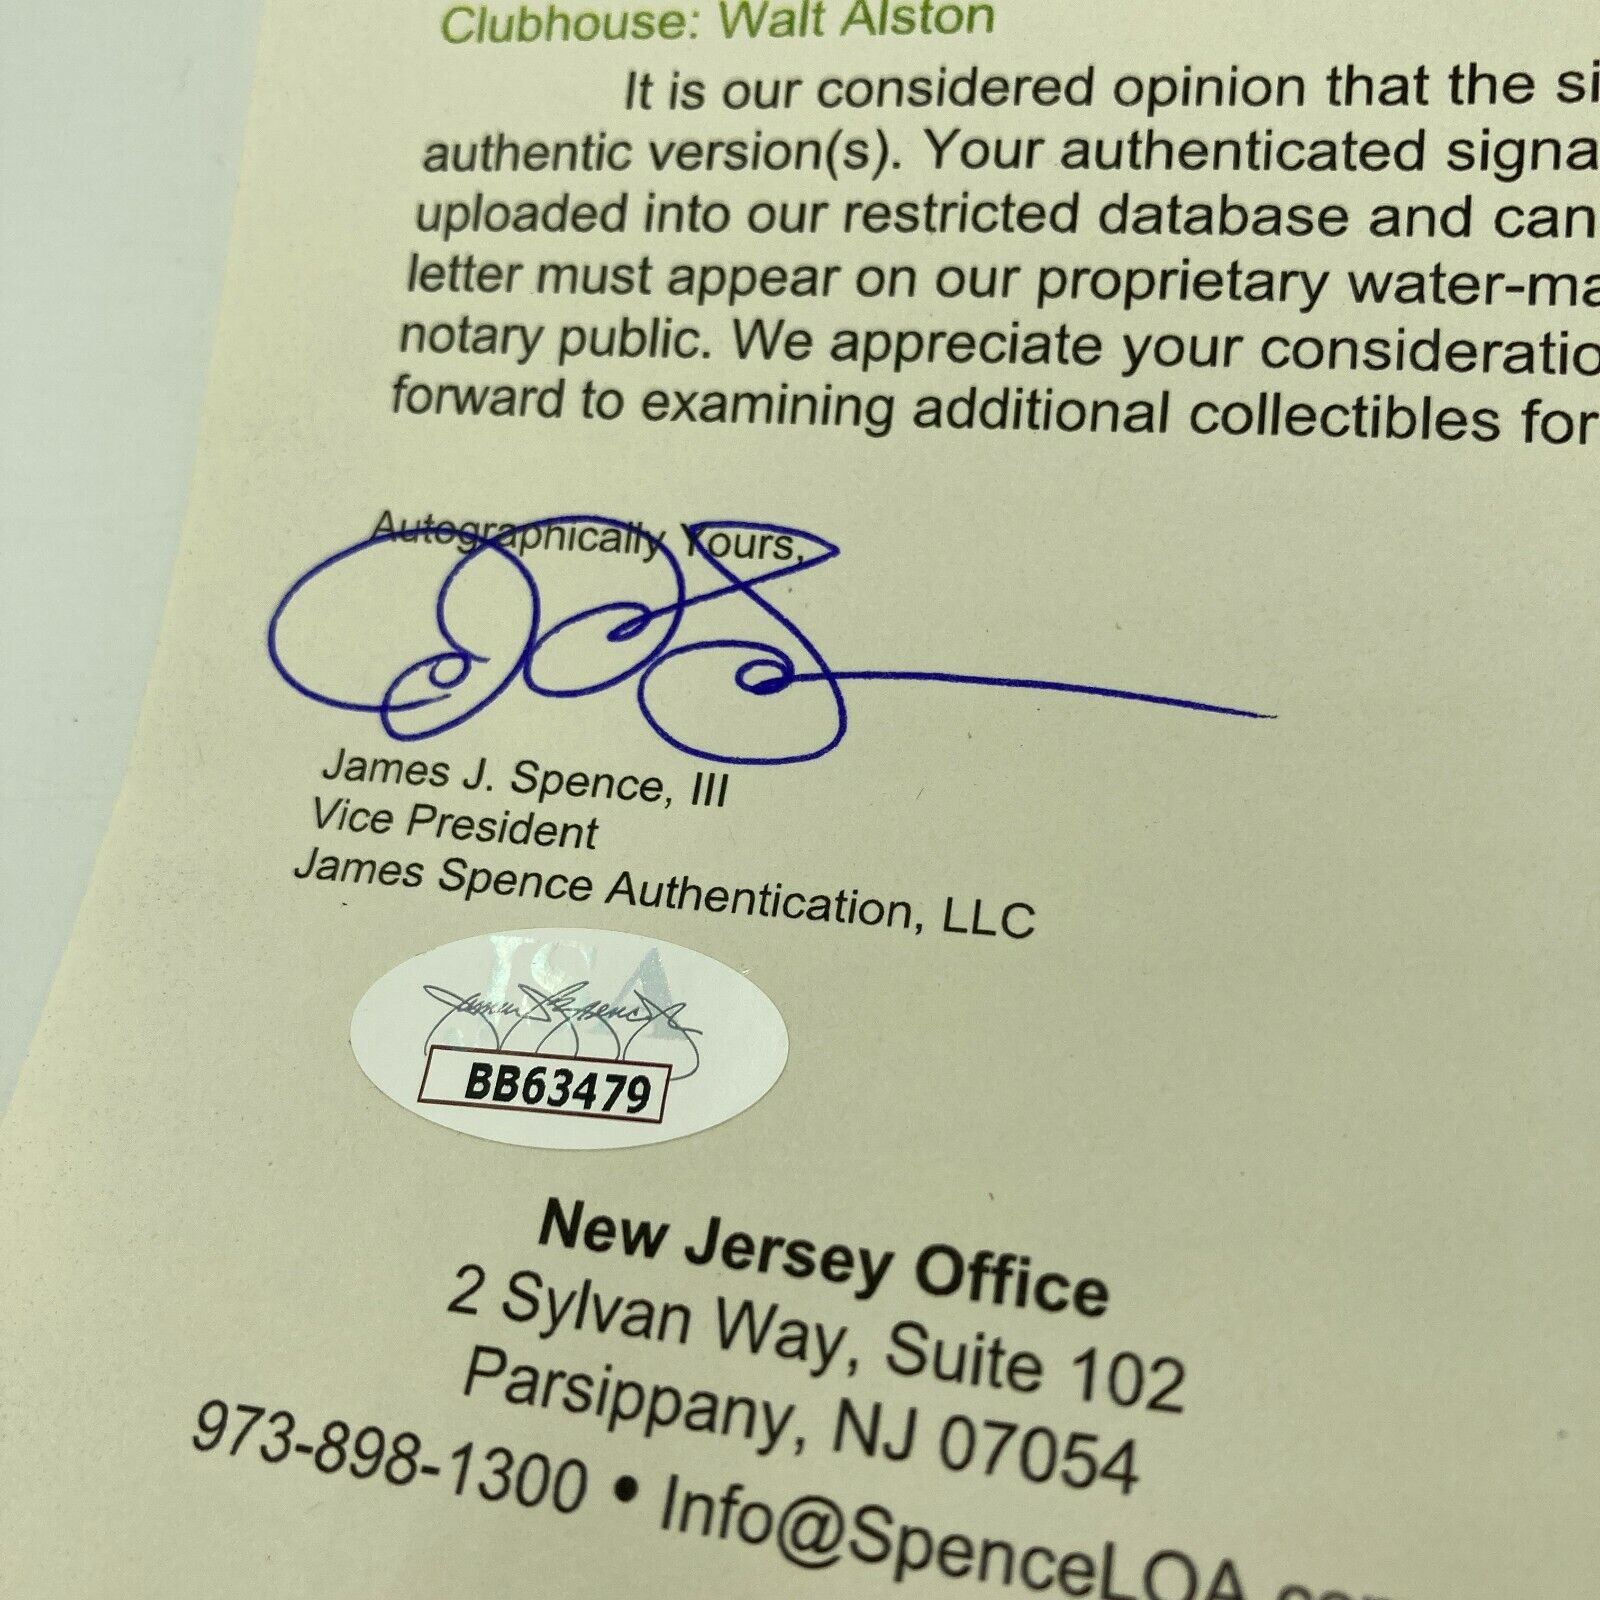 Clubhouse: Walt Alston
It is our considered opinion that the si
authentic version(s). Your authenticated signa
uploaded into our restricted database and can
letter must appear on our proprietary water-ma
notary public. We appreciate your consideratio
forward to examining additional collectibles for
Autographically Yours,
James J. Spence, III
Vice President
James Spence Authentication, LLC
JSA
BB63479
New Jersey Office
2 Sylvan Way, Suite 102
Parsippany, NJ 07054
973-898-1300 • Info@SpenceLOA.co